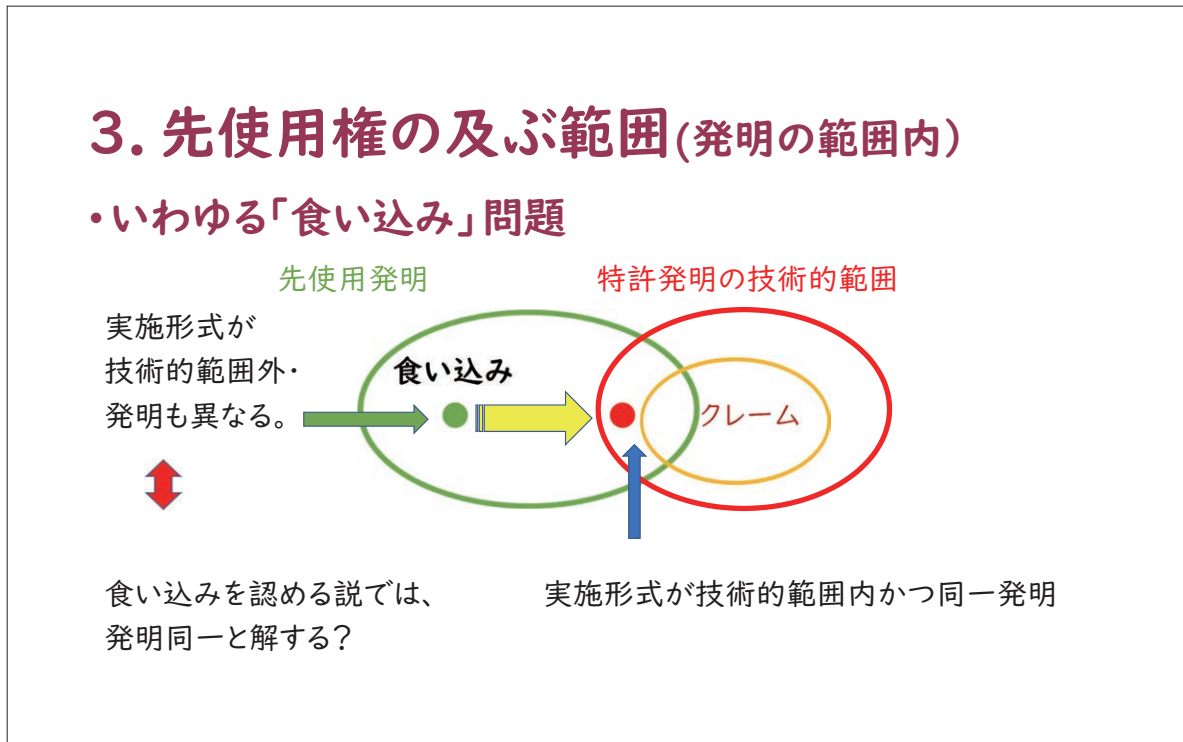 3. 先使用権の及ぶ範囲(発明の範囲内)
・いわゆる「食い込み」問題
先使用発明
特許発明の技術的範囲
実施形式が
技術的範囲外・
発明も異なる。
食い込み
クレーム
食い込みを認める説では、
発明同一と解する?
実施形式が技術的範囲内かつ同一発明